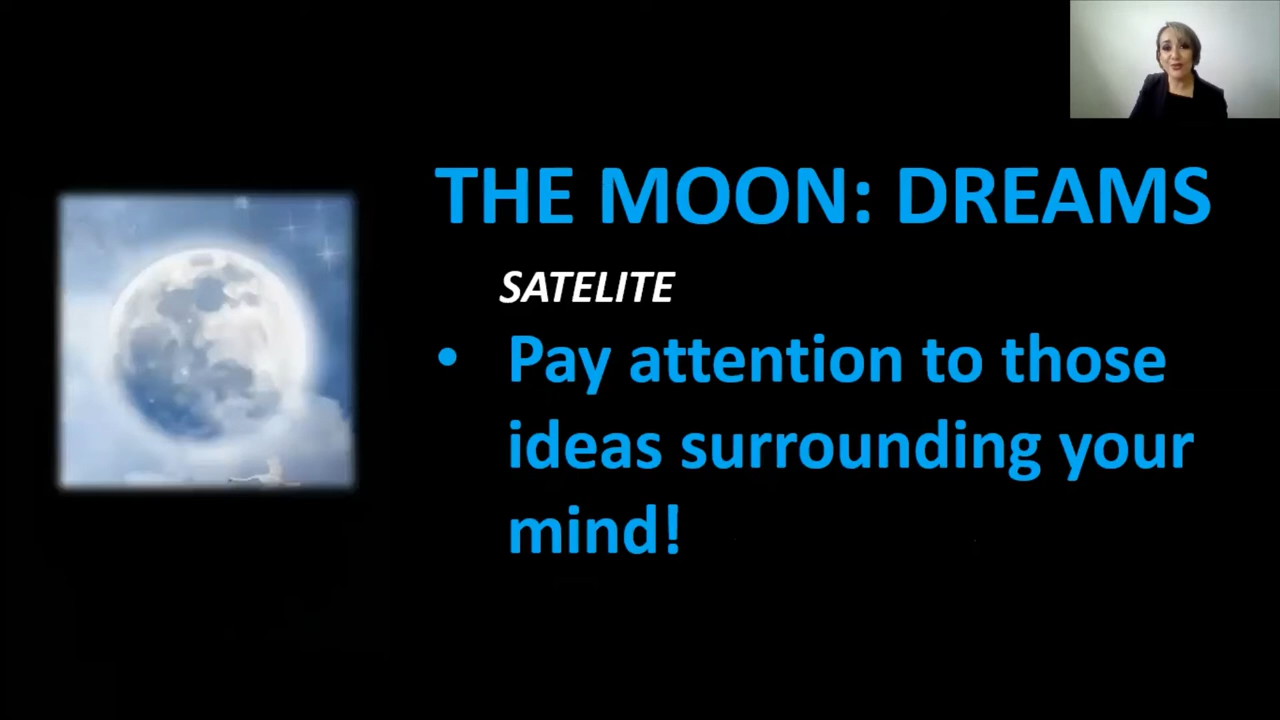 THE MOON: DREAMS
SATELITE
• Pay attention to those
ideas surrounding your
mind!